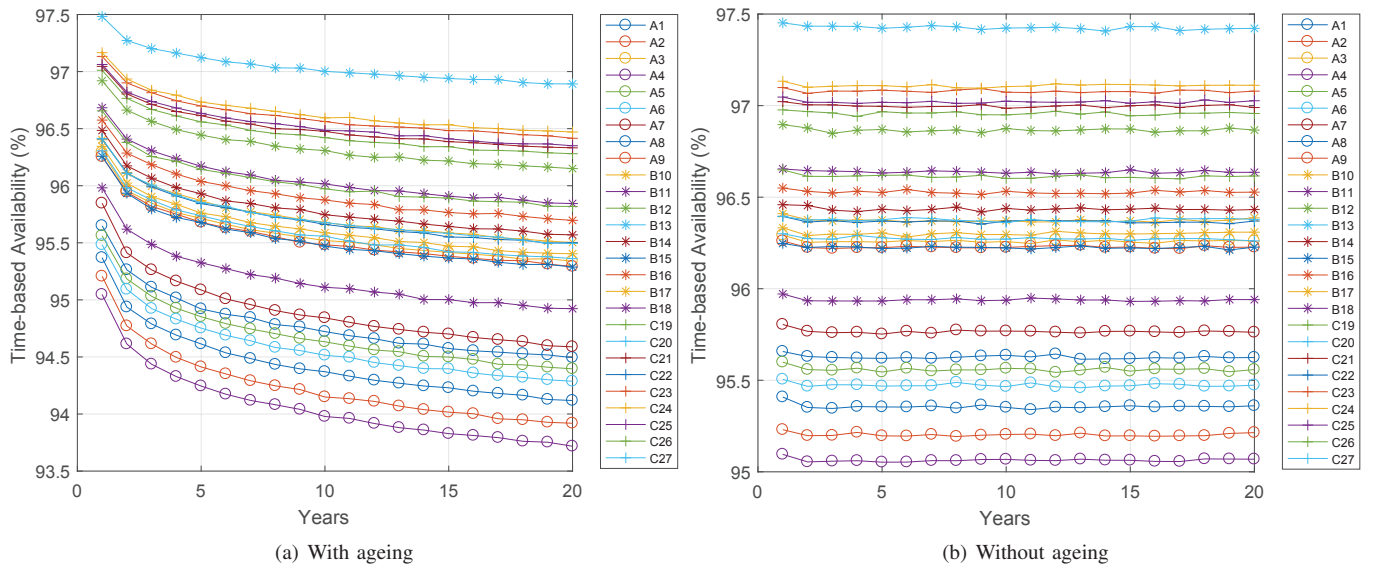 97.5
97
96.5
96
95.5
95
94.5
94
93.5
0
5
10
15
20
Time-based Availability (%)
Years
A1
A2
A3
A4
A5
A6
A7
A8
A9
B10
B11
B12
B13
B14
B15
B16
B17
B18
C19
C20
C21
C22
C23
C24
C25
C26
C27
(a) With ageing
97.5
97
96.5
96
95.5
95
0
5
10
15
20
Time-based Availability (%)
Years
A1
A2
A3
A4
A5
A6
A7
A8
A9
B10
B11
B12
B13
B14
B15
B16
B17
B18
C19
C20
C21
C22
C23
C24
C25
C26
C27
(b) Without ageing